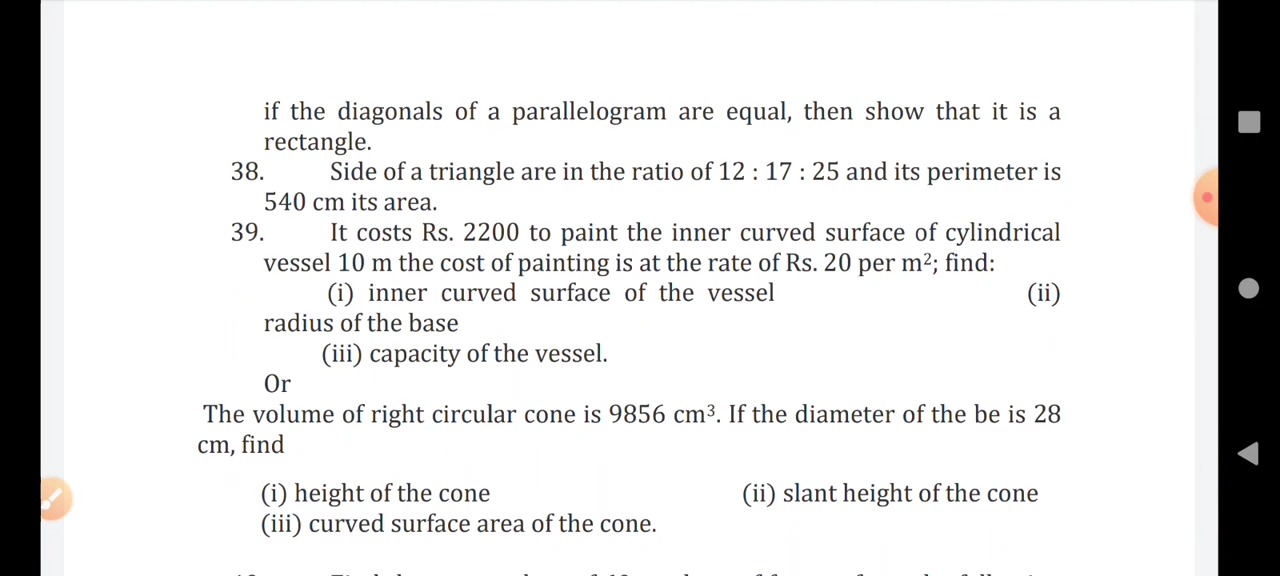 if the diagonals of a parallelogram are equal, then show that it is a
rectangle.
38. Side of a triangle are in the ratio of 12 : 17 : 25 and its perimeter is
540 cm its area.
39. It costs Rs. 2200 to paint the inner curved surface of cylindrical
vessel 10 m the cost of painting is at the rate of Rs. 20 per m²; find:
(i) inner curved surface of the vessel (ii)
radius of the base
(iii) capacity of the vessel.
Or
The volume of right circular cone is 9856 cm³. If the diameter of the be is 28
cm, find
(i) height of the cone (ii) slant height of the cone
(iii) curved surface area of the cone.